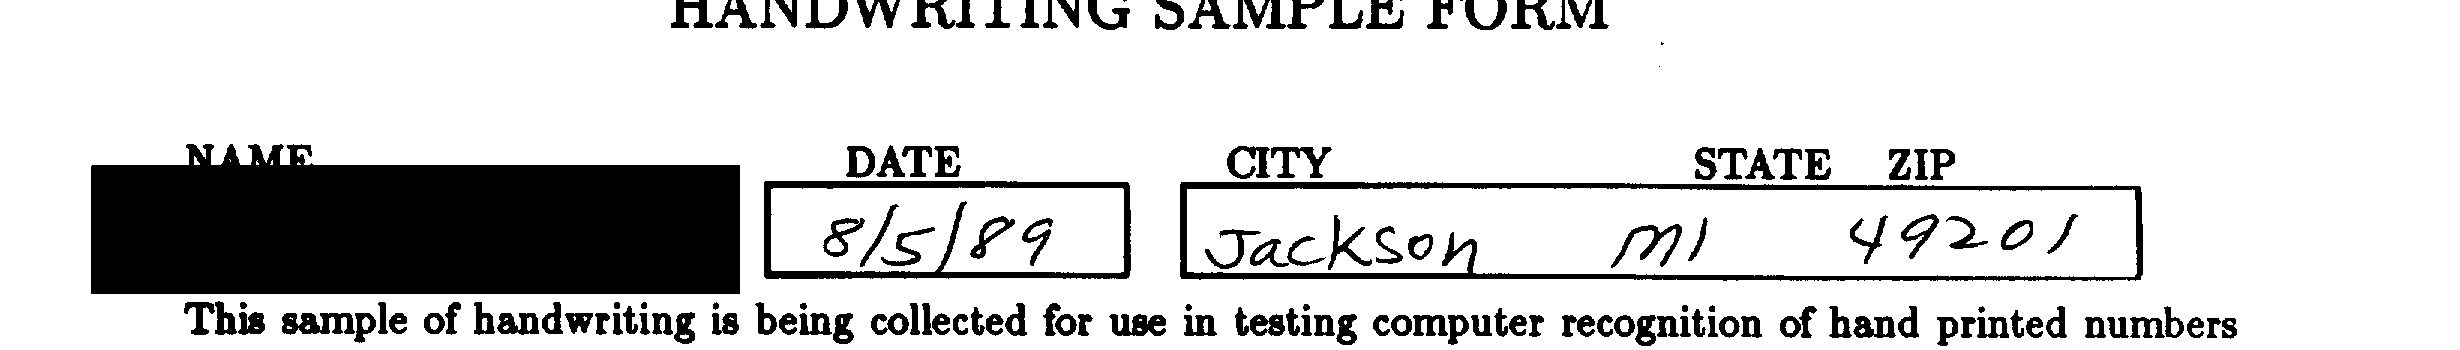 HANDWRITING SAMPLE FORM
NAME DATE CITY STATE ZIP
8/5/89 Jackson MI 49201
This sample of handwriting is being collected for use in testing computer recognition of hand printed numbers